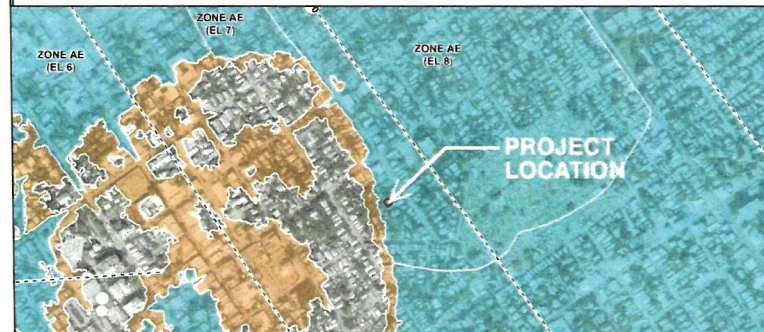 ZONE AE
(EL 7)
ZONE AE
(EL 6)
ZONE AE
(EL 8)
PROJECT
LOCATION